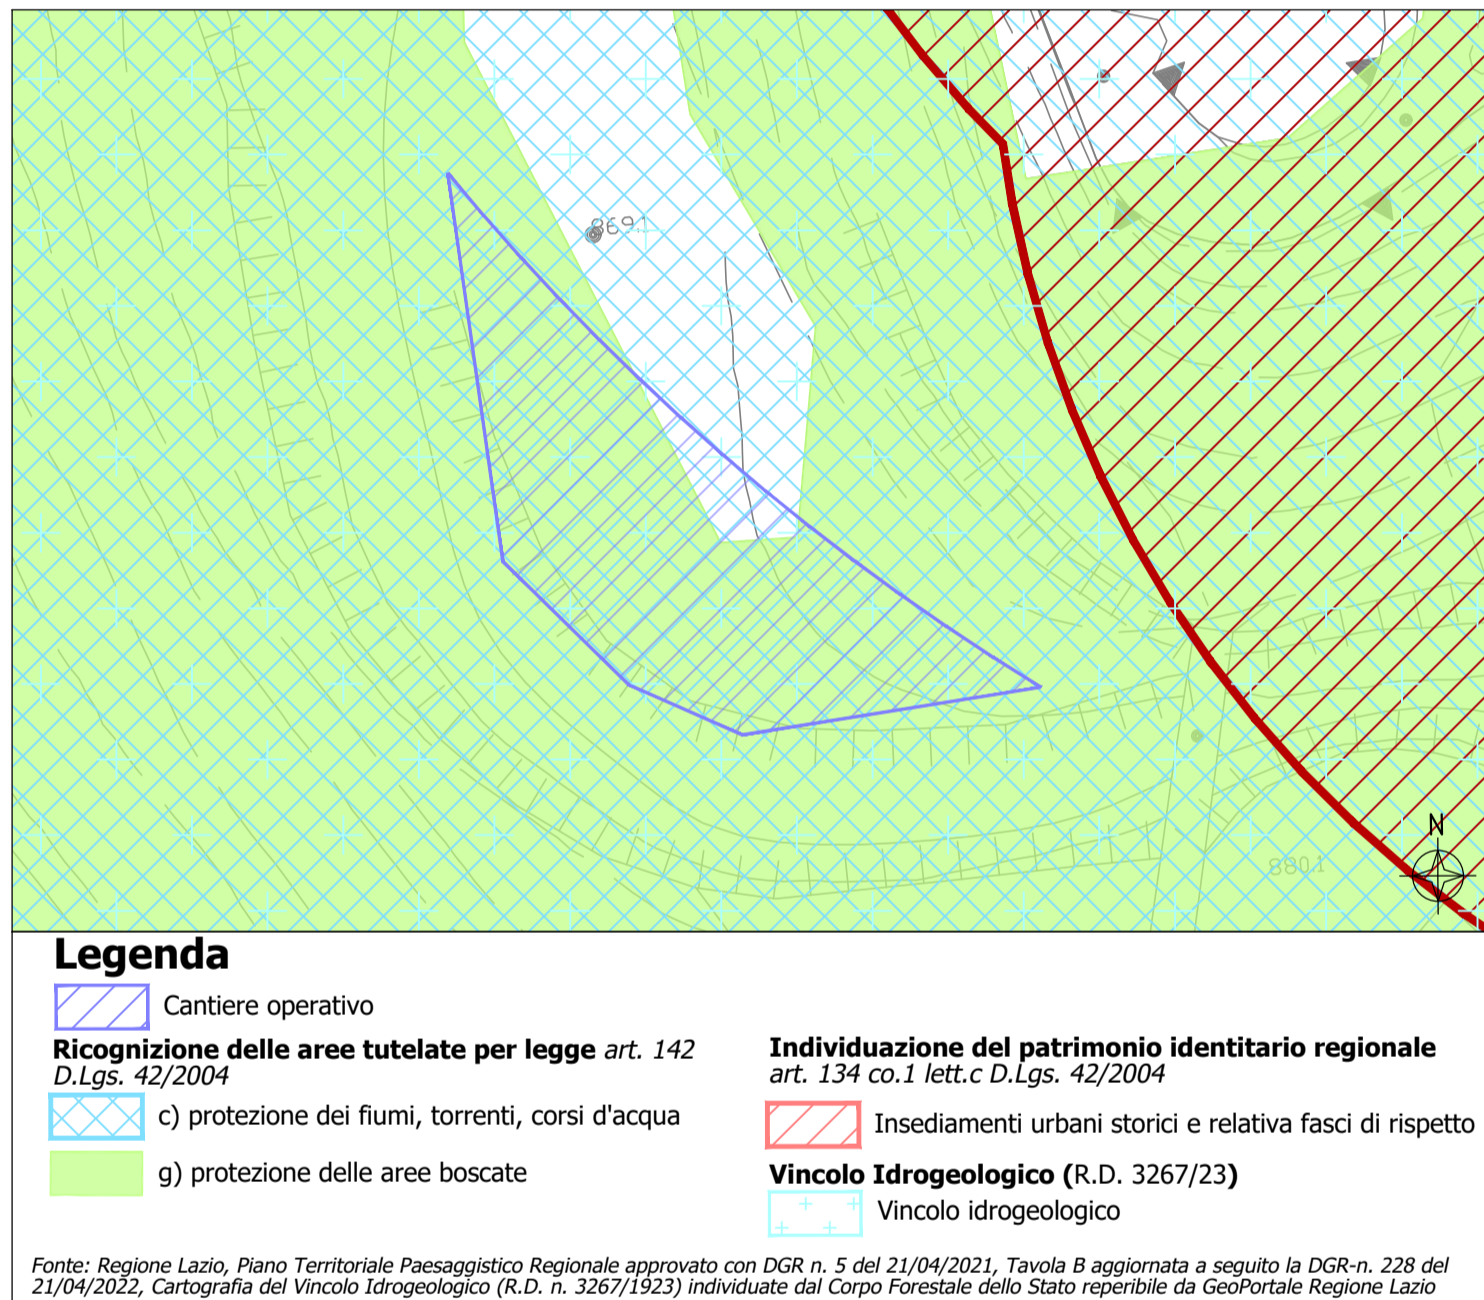 8691
N
8801
Legenda
Cantiere operativo
Ricognizione delle aree tutelate per legge art. 142
D.Lgs. 42/2004
c) protezione dei fiumi, torrenti, corsi d'acqua
g) protezione delle aree boscate
Individuazione del patrimonio identitario regionale
art. 134 co.1 lett.c D.Lgs. 42/2004
Insediamenti urbani storici e relativa fasci di rispetto
Vincolo Idrogeologico (R.D. 3267/23)
Vincolo idrogeologico
Fonte: Regione Lazio, Piano Territoriale Paesaggistico Regionale approvato con DGR n. 5 del 21/04/2021, Tavola B aggiornata a seguito la DGR-n. 228 del
21/04/2022, Cartografia del Vincolo Idrogeologico (R.D. n. 3267/1923) individuate dal Corpo Forestale dello Stato reperibile da GeoPortale Regione Lazio